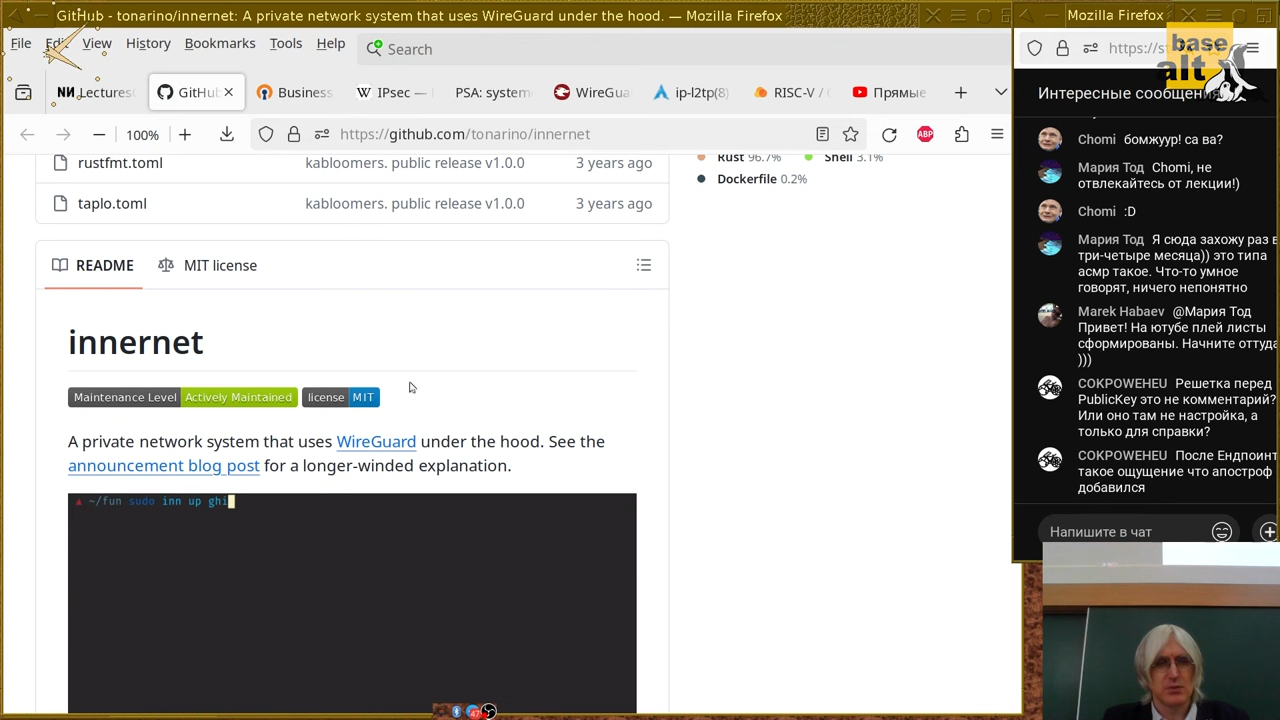 GitHub - tonarino/innernet: A private network system that uses WireGuard under the hood. — Mozilla Firefox
File Edit View History Bookmarks Tools Help
Search
Lectures
GitHub
Business
IPsec —
PSA: system
WireGua
ip-l2tp(8)
RISC-V / 
Прямые
100%
https://github.com/tonarino/innernet
ABP
rustfmt.toml kabloomers. public release v1.0.0 3 years ago
taplo.toml kabloomers. public release v1.0.0 3 years ago
Rust 96.7% Shell 3.1%
Dockerfile 0.2%
README MIT license
innernet
Maintenance Level Actively Maintained license MIT
A private network system that uses WireGuard under the hood. See the
announcement blog post for a longer-winded explanation.
~/fun sudo inn up ghi
Mozilla Firefox
https://st
base
alt
Интересные сообщения
Chomi бомжуур! са ва?
Мария Тод Chomi, не
отвлекайтесь от лекции!)
Chomi :D
Мария Тод Я сюда захожу раз в
три-четыре месяца)) это типа
асмр такое. Что-то умное
говорят, ничего непонятно
Marek Habaev @Мария Тод
Привет! На ютубе плей листы
сформированы. Начните оттуда
)))
COKPOWEHEU Решетка перед
PublicKey это не комментарий?
Или оно там не настройка, а
только для справки?
COKPOWEHEU После Ендпоинт
такое ощущение что апостроф
добавился
Напишите в чат